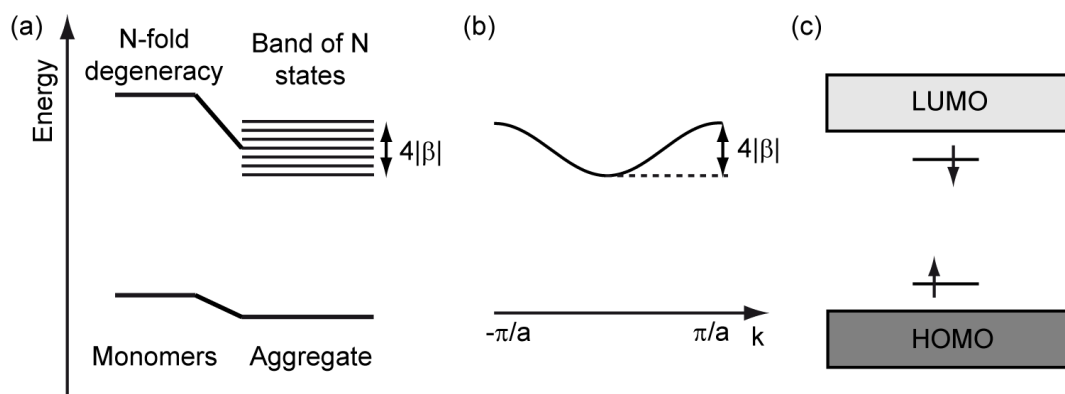 (a)
Energy
N-fold
degeneracy
Band of N
states
4|β|
Monomers
Aggregate
(b)
4|β|
-π/a
π/a
k
(c)
LUMO
HOMO